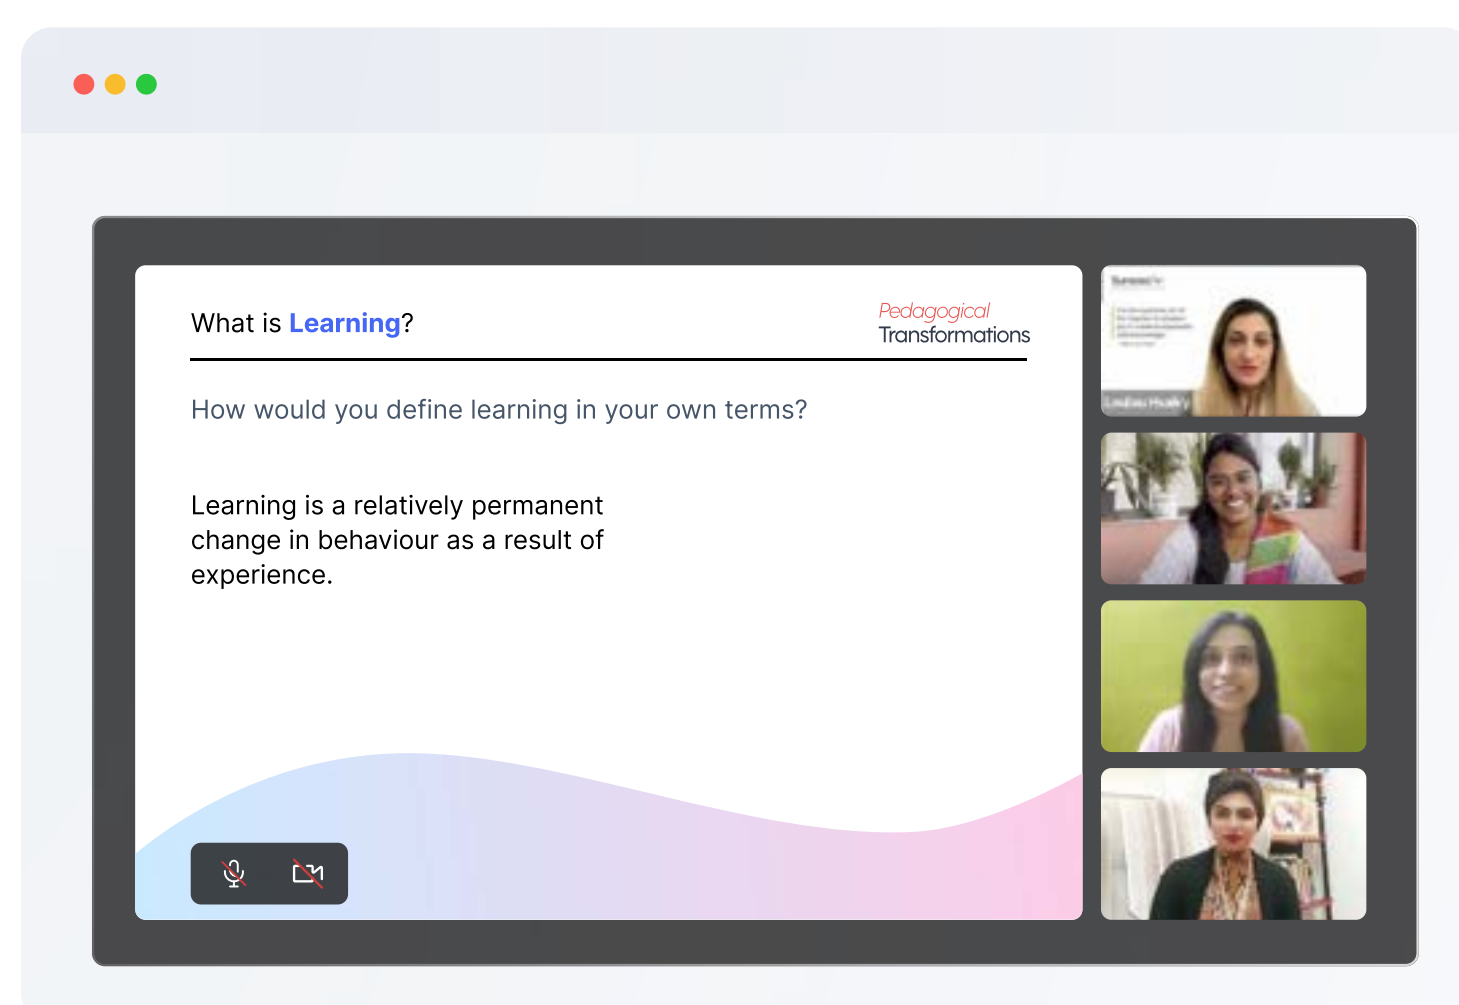 What is Learning?
Pedagogical
Transformations
How would you define learning in your own terms?
Learning is a relatively permanent
change in behaviour as a result of
experience.